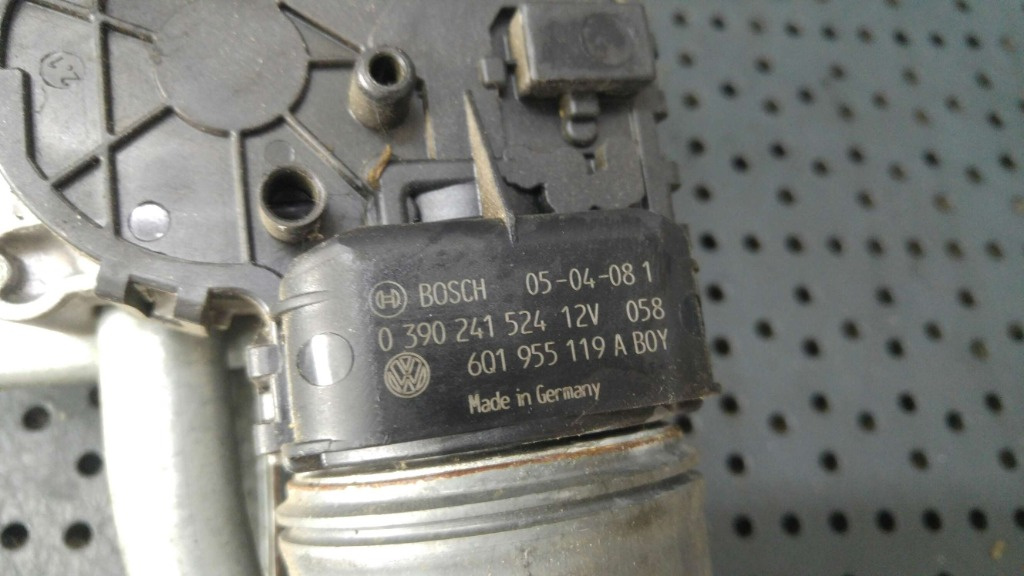 BOSCH 05-04-08 1
0 390 241 524 12V 058
6Q1 955 119 A BOY
Made in Germany